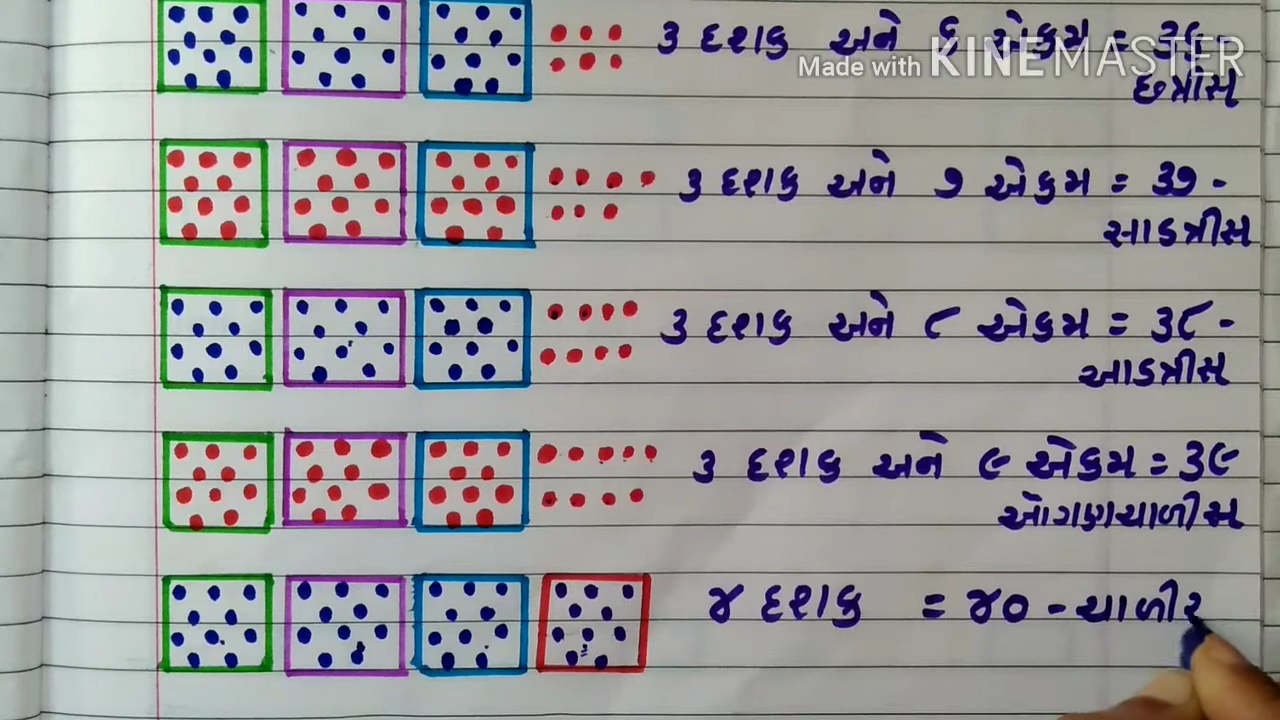 ૩ દશક અને ૬ એકમ = ૩૬ -
Made with KINEMASTER
છત્રીસ
૩ દશક અને ૭ એકમ = ૩૭ -
સાડત્રીસ
૩ દશક અને ૮ એકમ = ૩૮ -
આડત્રીસ
૩ દશક અને ૯ એકમ = ૩૯
ઓગણચાળીસ
૪ દશક = ૪૦ - ચાળીર